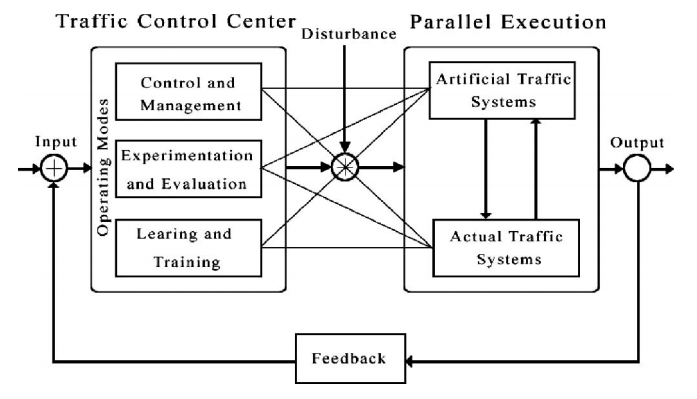 Traffic Control Center
Parallel Execution
Disturbance
Operating Modes
Control and
Management
Experimentation
and Evaluation
Learing and
Training
Artificial Traffic
Systems
Actual Traffic
Systems
Input
Output
Feedback